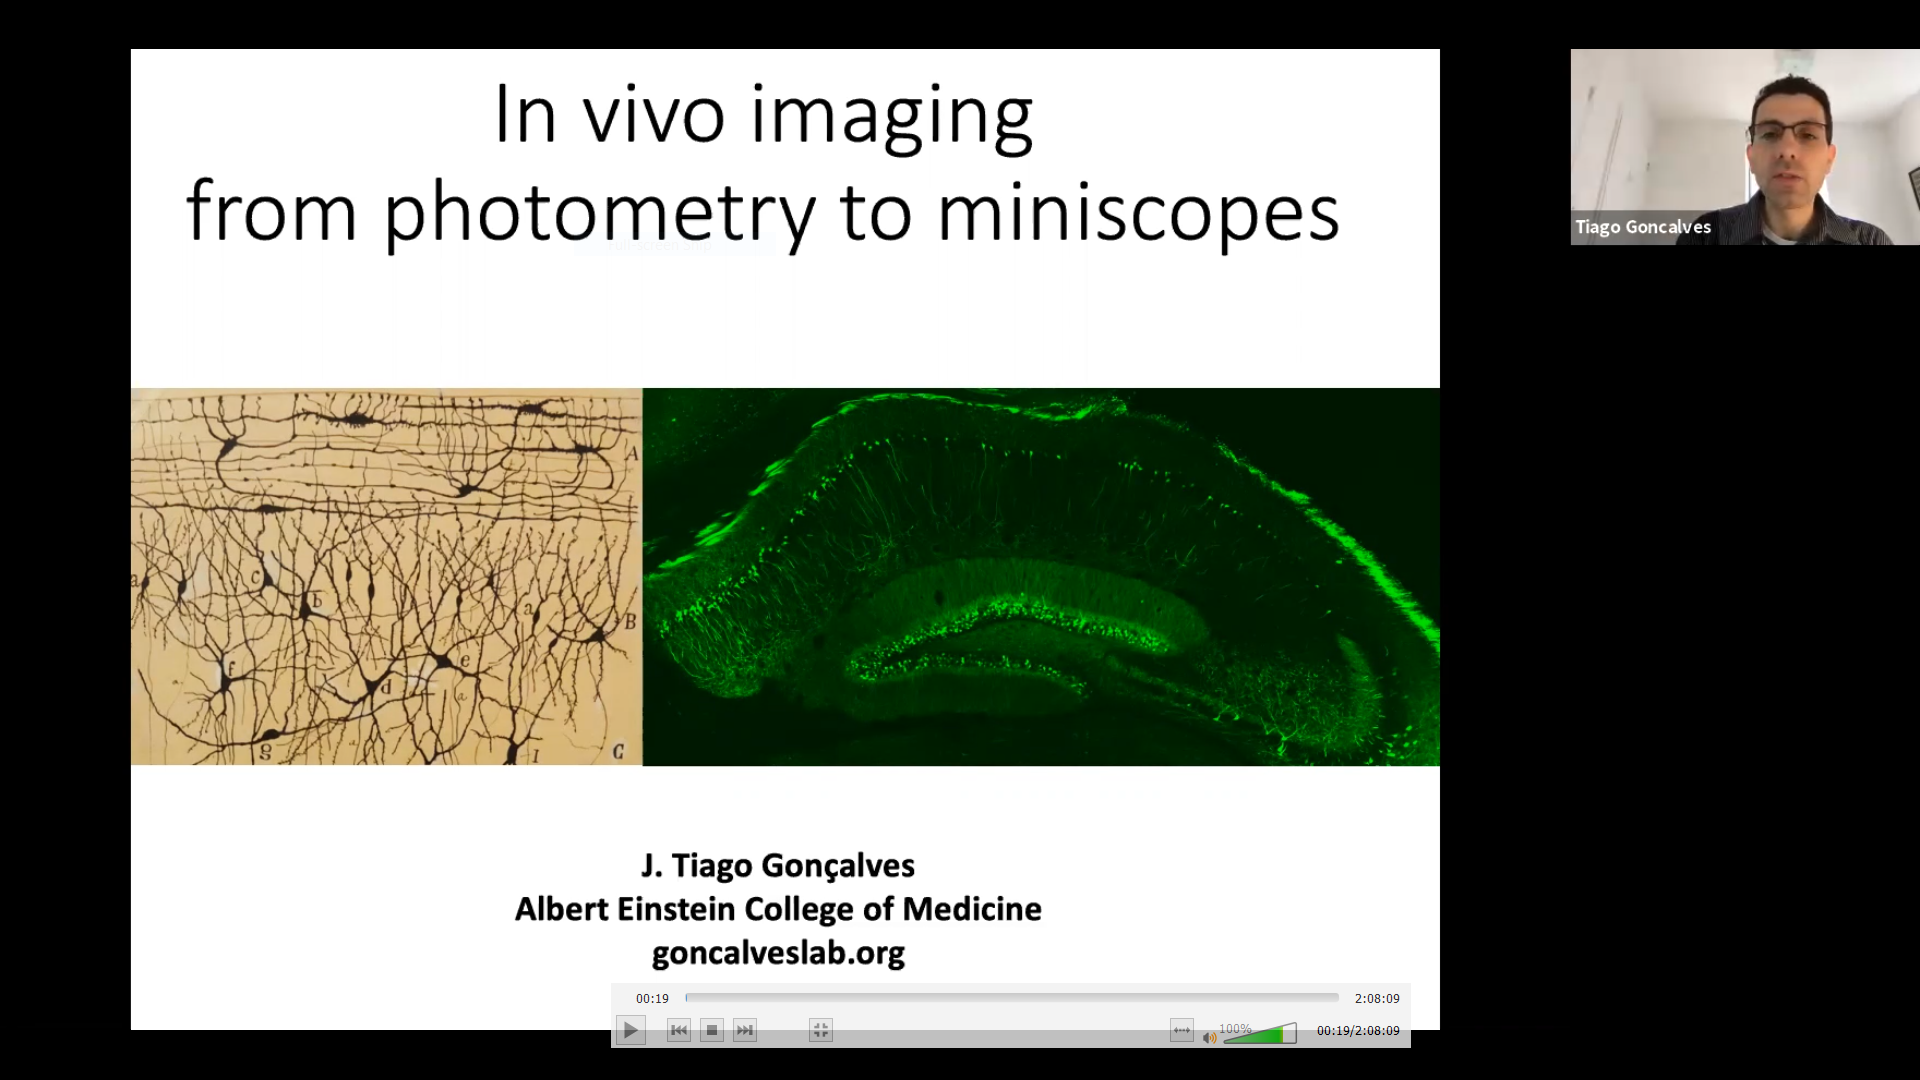 In vivo imaging
from photometry to miniscopes
Tiago Goncalves
A
a
c
b
a
B
f
e
d
a
a
g
I
C
J. Tiago Gonçalves
Albert Einstein College of Medicine
goncalveslab.org
00:19
2:08:09
100%
00:19/2:08:09